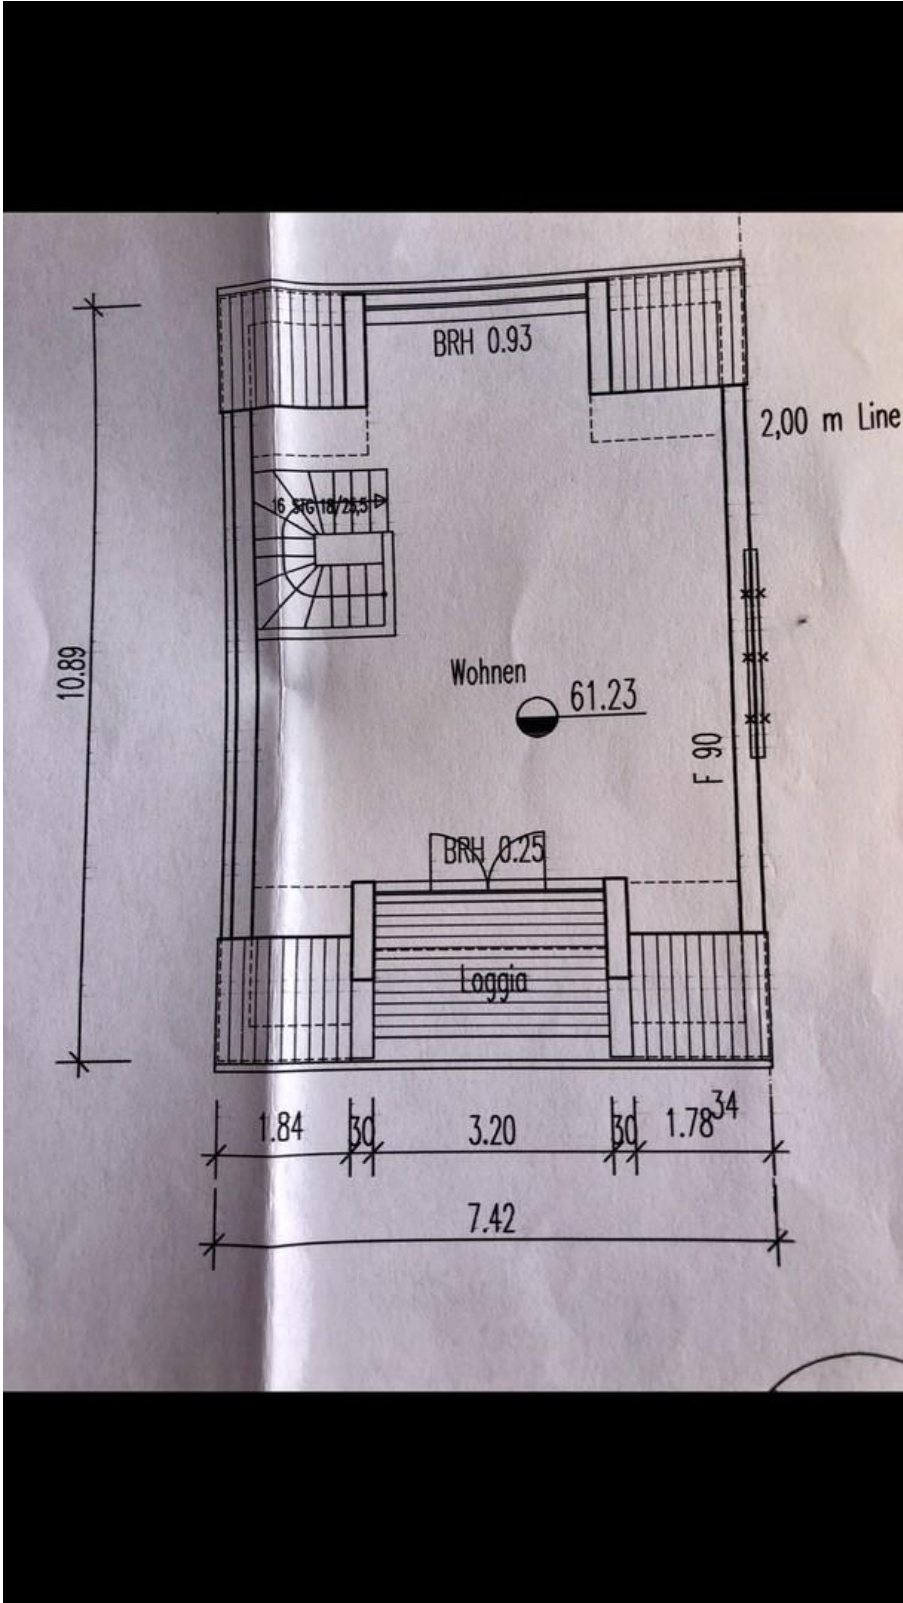 BRH 0.93
2,00 m Line
16 STG 18/25,5
10.89
Wohnen
61.23
F 90
BRH 0.25
Loggia
1.84
30
3.20
30
1.78
34
7.42